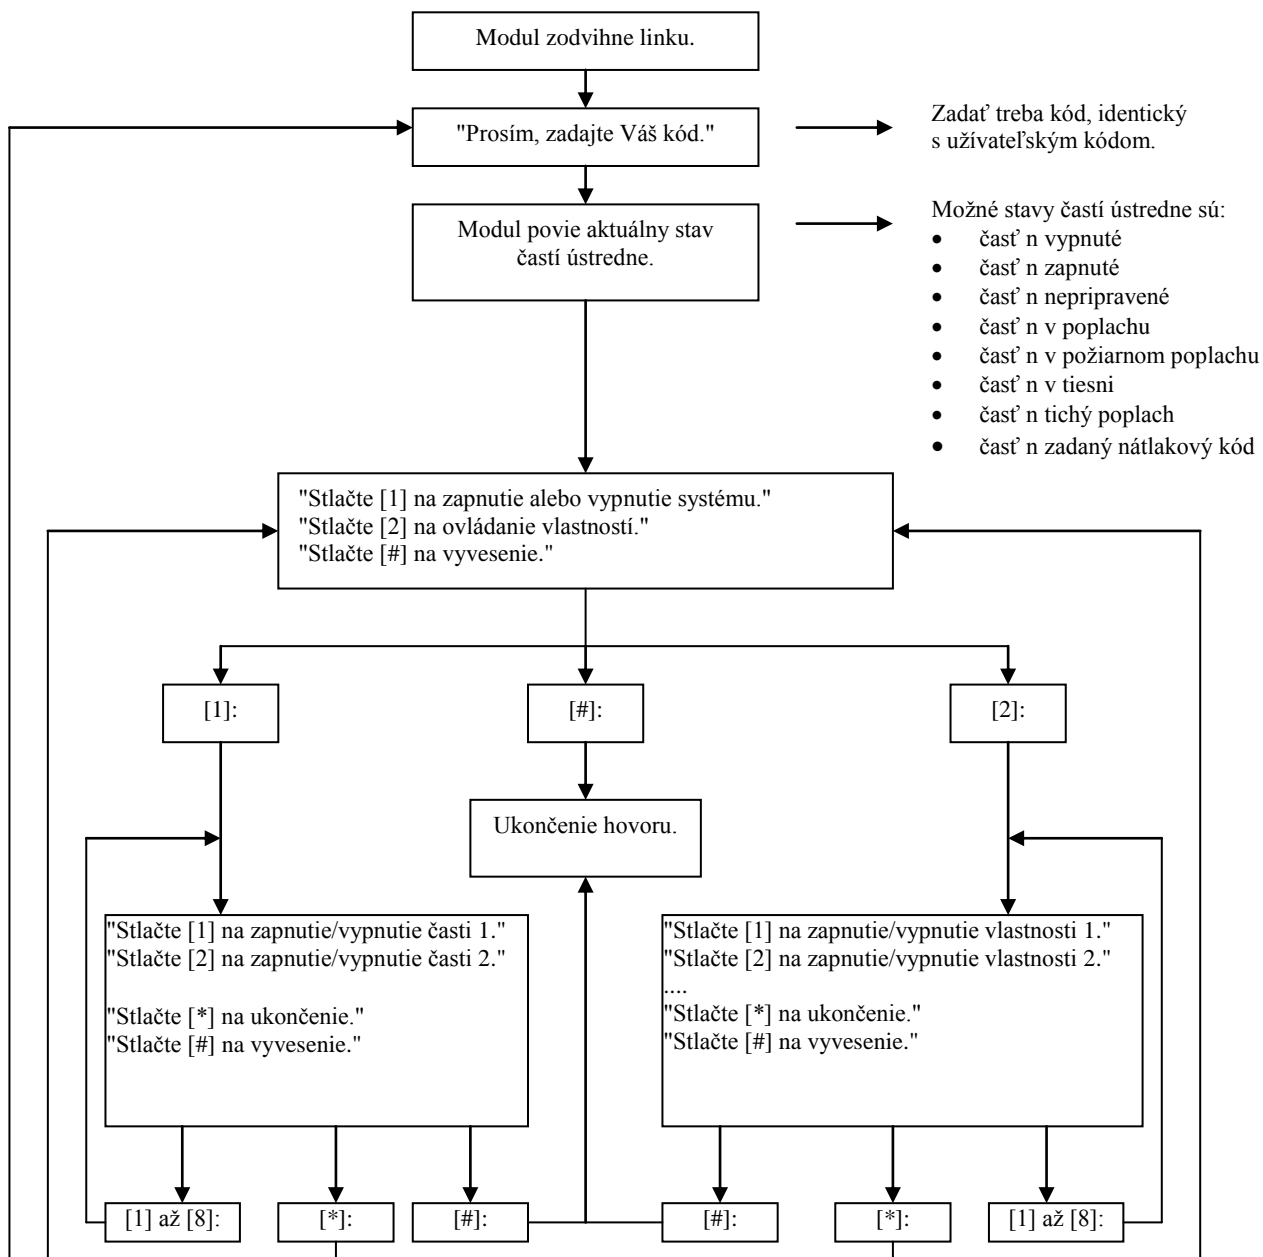 Modul zodvihne linku.
"Prosím, zadajte Váš kód."
Zadať treba kód, identický
s užívateľským kódom.
Modul povie aktuálny stav
častí ústredne.
Možné stavy častí ústredne sú:
• časť n vypnuté
• časť n zapnuté
• časť n nepripravené
• časť n v poplachu
• časť n v požiarnom poplachu
• časť n v tiesni
• časť n tichý poplach
• časť n zadaný nátlakový kód
"Stlačte [1] na zapnutie alebo vypnutie systému."
"Stlačte [2] na ovládanie vlastností."
"Stlačte [#] na vyvesenie."
[1]:
[#]:
[2]:
Ukončenie hovoru.
"Stlačte [1] na zapnutie/vypnutie časti 1."
"Stlačte [2] na zapnutie/vypnutie časti 2."
"Stlačte [*] na ukončenie."
"Stlačte [#] na vyvesenie."
"Stlačte [1] na zapnutie/vypnutie vlastnosti 1."
"Stlačte [2] na zapnutie/vypnutie vlastnosti 2."
....
"Stlačte [*] na ukončenie."
"Stlačte [#] na vyvesenie."
[1] až [8]:
[*]:
[#]:
[#]:
[*]:
[1] až [8]: